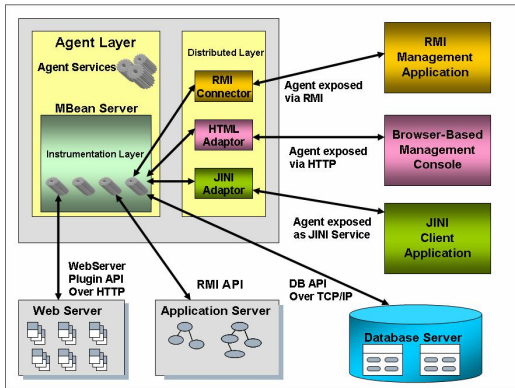 Agent Layer
Agent Services
MBean Server
Instrumentation Layer
Distributed Layer
RMI
Connector
HTML
Adaptor
JINI
Adaptor
Agent exposed
via RMI
Agent exposed
via HTTP
Agent exposed
as JINI Service
RMI
Management
Application
Browser-Based
Management
Console
JINI
Client
Application
WebServer
Plugin API
Over HTTP
RMI API
DB API
Over TCP/IP
Web Server
Application Server
Database Server